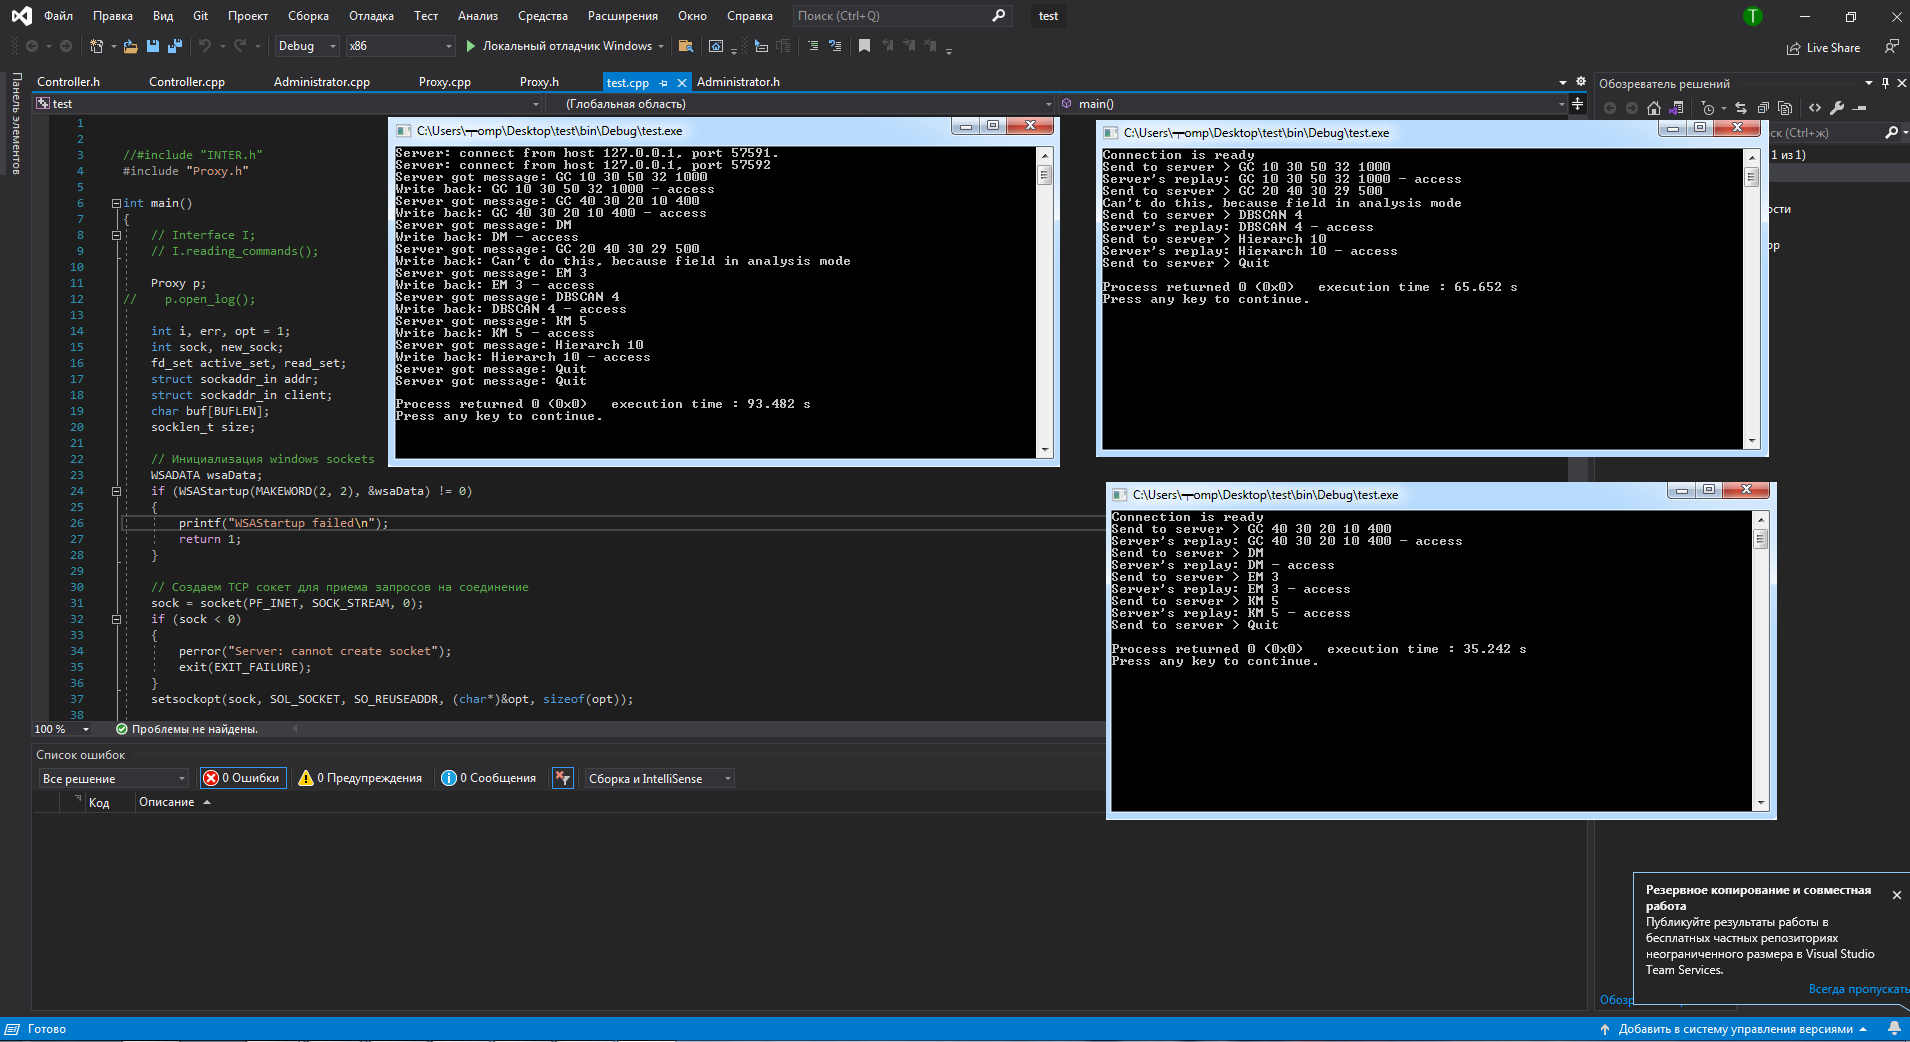 Файл Правка Вид Git Проект Сборка Отладка Тест Анализ Средства Расширения Окно Справка Поиск (Ctrl+Q) test T
Debug x86 Локальный отладчик Windows Live Share
Панель элементов
Controller.h Controller.cpp Administrator.cpp Proxy.cpp Proxy.h test.cpp Administrator.h
test (Глобальная область) main()
1
2
3 //#include "INTER.h"
4 #include "Proxy.h"
5
6 int main()
7 {
8 // Interface I;
9 // I.reading_commands();
10
11 Proxy p;
12 // p.open_log();
13
14 int i, err, opt = 1;
15 int sock, new_sock;
16 fd_set active_set, read_set;
17 struct sockaddr_in addr;
18 struct sockaddr_in client;
19 char buf[BUFLEN];
20 socklen_t size;
21
22 // Инициализация windows sockets
23 WSADATA wsaData;
24 if (WSAStartup(MAKEWORD(2, 2), &wsaData) != 0)
25 {
26 printf("WSAStartup failed\n");
27 return 1;
28 }
29
30 // Создаем TCP сокет для приема запросов на соединение
31 sock = socket(PF_INET, SOCK_STREAM, 0);
32 if (sock < 0)
33 {
34 perror("Server: cannot create socket");
35 exit(EXIT_FAILURE);
36 }
37 setsockopt(sock, SOL_SOCKET, SO_REUSEADDR, (char*)&opt, sizeof(opt));
38
100 % Проблемы не найдены.
C:\Users\┬omp\Desktop\test\bin\Debug\test.exe
Server: connect from host 127.0.0.1, port 57591.
Server: connect from host 127.0.0.1, port 57592
Server got message: GC 10 30 50 32 1000
Write back: GC 10 30 50 32 1000 - access
Server got message: GC 40 30 20 10 400
Write back: GC 40 30 20 10 400 - access
Server got message: DM
Write back: DM - access
Server got message: GC 20 40 30 29 500
Write back: Can't do this, because field in analysis mode
Server got message: EM 3
Write back: EM 3 - access
Server got message: DBSCAN 4
Write back: DBSCAN 4 - access
Server got message: KM 5
Write back: KM 5 - access
Server got message: Hierarch 10
Write back: Hierarch 10 - access
Server got message: Quit
Server got message: Quit
Process returned 0 (0x0) execution time : 93.482 s
Press any key to continue.
C:\Users\┬omp\Desktop\test\bin\Debug\test.exe
Connection is ready
Send to server > GC 10 30 50 32 1000
Server's replay: GC 10 30 50 32 1000 - access
Send to server > GC 20 40 30 29 500
Can't do this, because field in analysis mode
Send to server > DBSCAN 4
Server's replay: DBSCAN 4 - access
Send to server > Hierarch 10
Server's replay: Hierarch 10 - access
Send to server > Quit
Process returned 0 (0x0) execution time : 65.652 s
Press any key to continue.
C:\Users\┬omp\Desktop\test\bin\Debug\test.exe
Connection is ready
Send to server > GC 40 30 20 10 400
Server's replay: GC 40 30 20 10 400 - access
Send to server > DM
Server's replay: DM - access
Send to server > EM 3
Server's replay: EM 3 - access
Send to server > KM 5
Server's replay: KM 5 - access
Send to server > Quit
Process returned 0 (0x0) execution time : 35.242 s
Press any key to continue.
Обозреватель решений
ск (Ctrl+ж)
1 из 1)
ости
pp
Список ошибок
Все решение 0 Ошибки 0 Предупреждения 0 Сообщения Сборка и IntelliSense
Код Описание
Резервное копирование и совместная
работа
Публикуйте результаты работы в
бесплатных частных репозиториях
неограниченного размера в Visual Studio
Team Services.
Всегда пропускать
Обоз
Готово Добавить в систему управления версиями